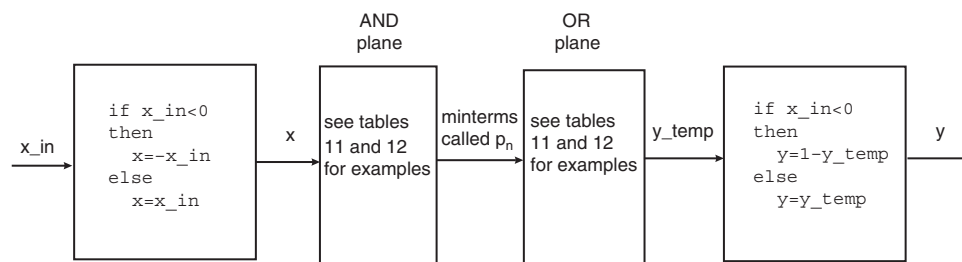 AND
plane
OR
plane
x_in
if x_in<0
then
x=-x_in
else
x=x_in
x
see tables
11 and 12
for examples
minterms
called pn
see tables
11 and 12
for examples
y_temp
if x_in<0
then
y=1-y_temp
else
y=y_temp
y